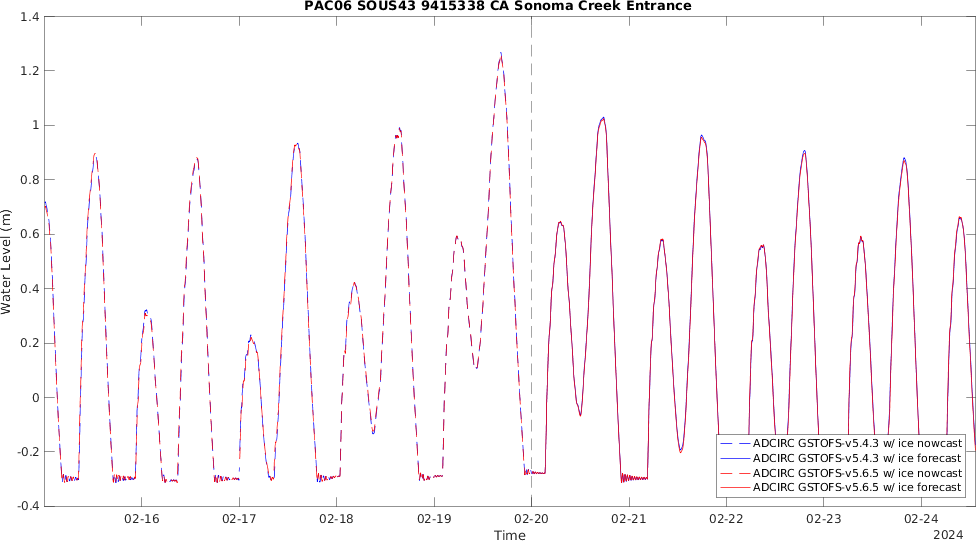 PAC06 SOUS43 9415338 CA Sonoma Creek Entrance
1.4
1.2
1
0.8
0.6
0.4
0.2
0
-0.2
-0.4
Water Level (m)
ADCIRC GSTOFS-v5.4.3 w/ ice nowcast
ADCIRC GSTOFS-v5.4.3 w/ ice forecast
ADCIRC GSTOFS-v5.6.5 w/ ice nowcast
ADCIRC GSTOFS-v5.6.5 w/ ice forecast
02-16 02-17 02-18 02-19 02-20 02-21 02-22 02-23 02-24
Time
2024